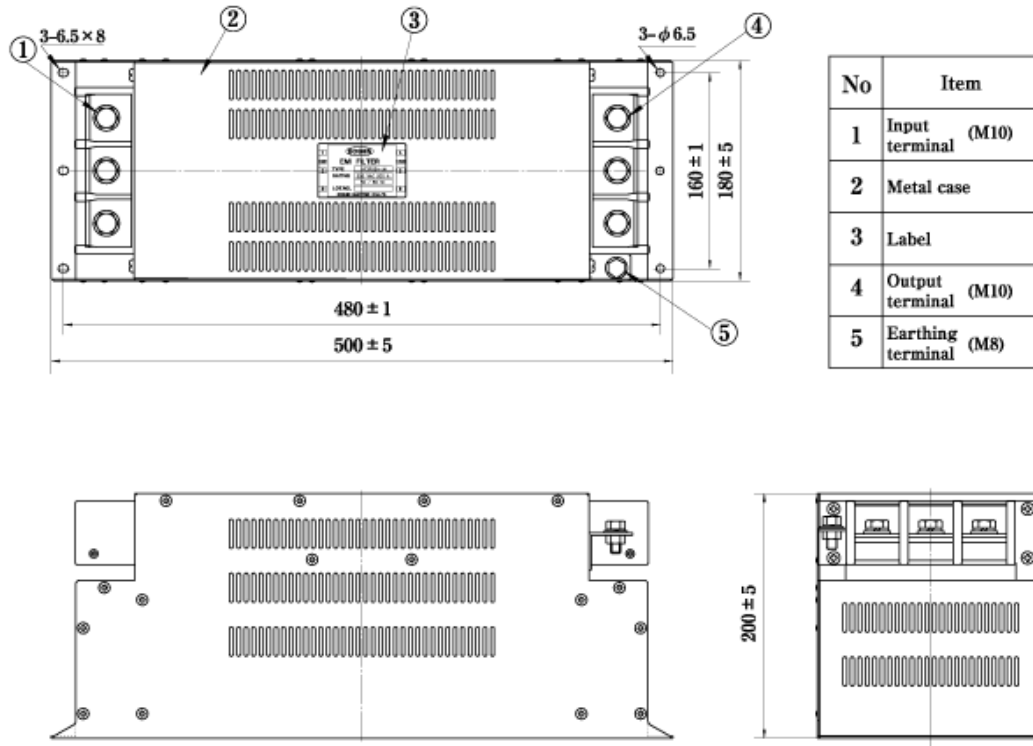 3-6.5×8
②
③
3-φ6.5
④
①
EMI FILTER
160±1
180±5
480±1
500±5
⑤
No Item
1 Input terminal (M10)
2 Metal case
3 Label
4 Output terminal (M10)
5 Earthing terminal (M8)
200±5